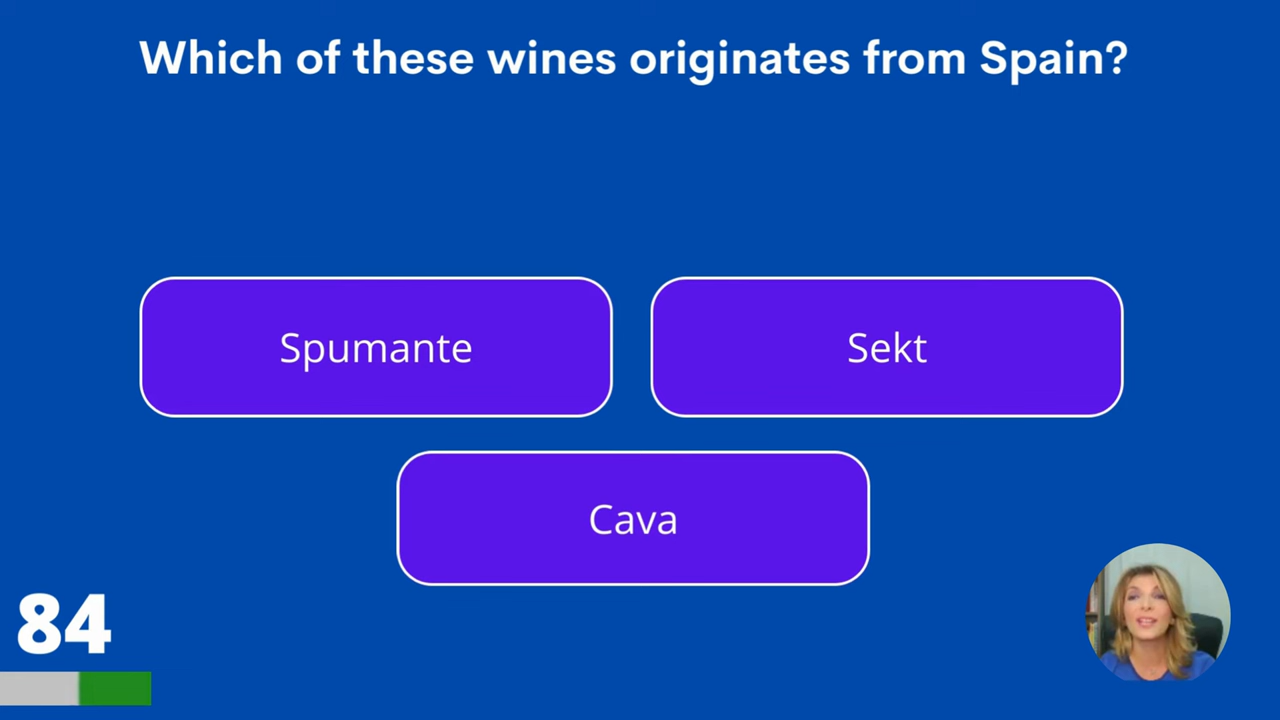 Which of these wines originates from Spain?
Spumante
Sekt
Cava
84